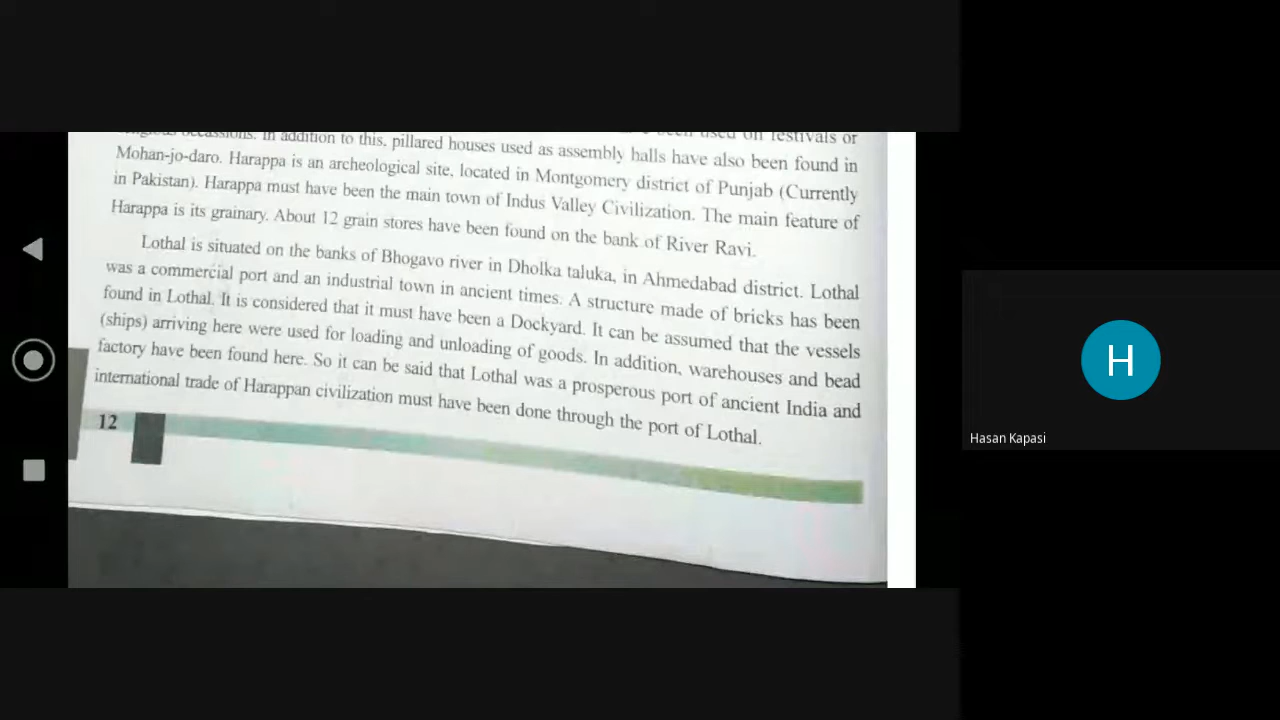 religious occassions. In addition to this, pillared houses used as assembly halls have also been found in
been used on festivals or
Mohan-jo-daro. Harappa is an archeological site, located in Montgomery district of Punjab (Currently
in Pakistan). Harappa must have been the main town of Indus Valley Civilization. The main feature of
Harappa is its grainary. About 12 grain stores have been found on the bank of River Ravi.
Lothal is situated on the banks of Bhogavo river in Dholka taluka, in Ahmedabad district. Lothal
was a commercial port and an industrial town in ancient times. A structure made of bricks has been
found in Lothal. It is considered that it must have been a Dockyard. It can be assumed that the vessels
(ships) arriving here were used for loading and unloading of goods. In addition, warehouses and bead
factory have been found here. So it can be said that Lothal was a prosperous port of ancient India and
international trade of Harappan civilization must have been done through the port of Lothal.
12
H
Hasan Kapasi